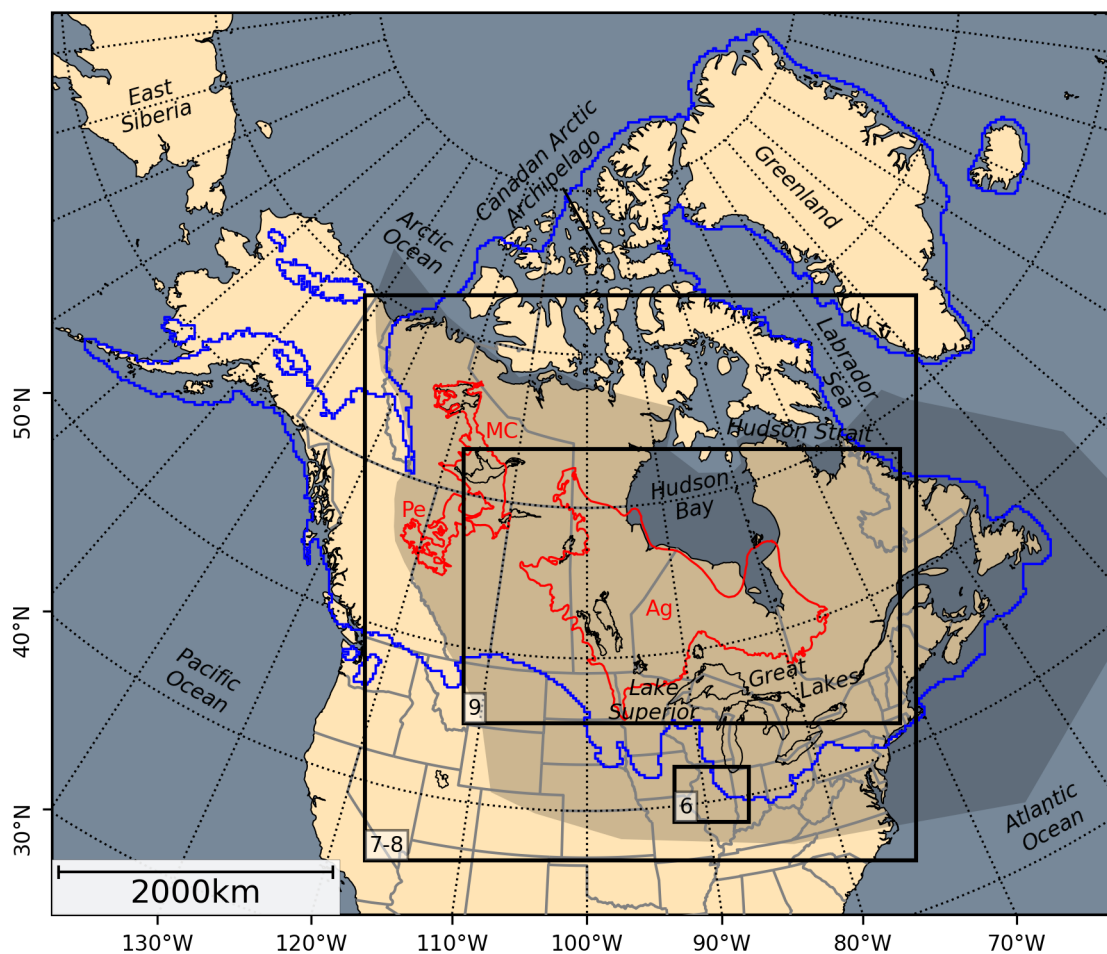 East
Siberia
Canadian Arctic
Archipelago
Greenland
Arctic
Ocean
Labrador
Sea
50°N
MC
Hudson Strait
Hudson
Bay
Pe
40°N
Ag
Pacific
Ocean
Great
Lakes
Lake
Superior
9
6
30°N
7-8
Atlantic
Ocean
2000km
130°W
120°W
110°W
100°W
90°W
80°W
70°W